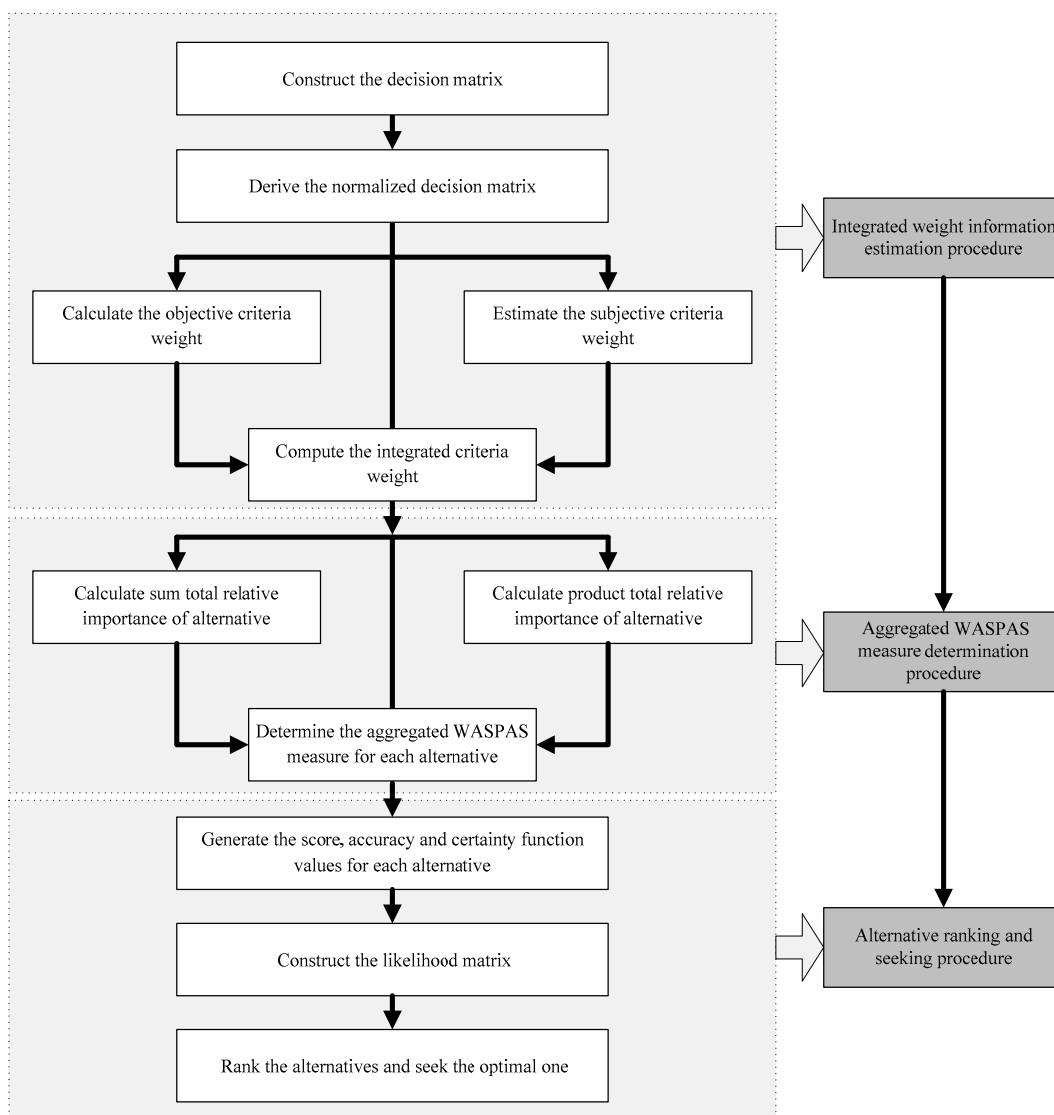 Construct the decision matrix
Derive the normalized decision matrix
Integrated weight information
estimation procedure
Calculate the objective criteria
weight
Estimate the subjective criteria
weight
Compute the integrated criteria
weight
Calculate sum total relative
importance of alternative
Calculate product total relative
importance of alternative
Aggregated WASPAS
measure determination
procedure
Determine the aggregated WASPAS
measure for each alternative
Generate the score, accuracy and certainty function
values for each alternative
Construct the likelihood matrix
Alternative ranking and
seeking procedure
Rank the alternatives and seek the optimal one